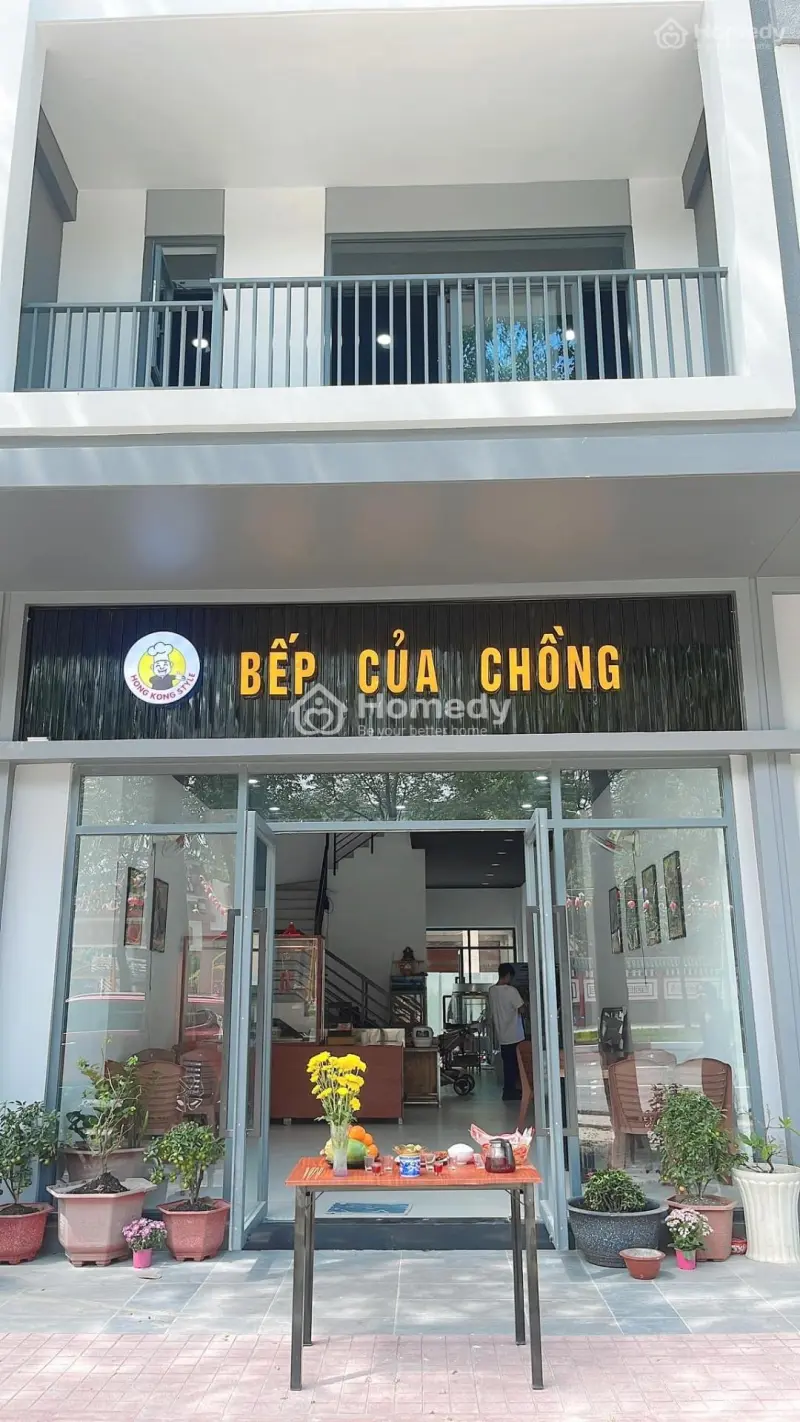 Homedy
BẾP CỦA CHỒNG
HONG KONG STYLE
Homedy
Be your better home